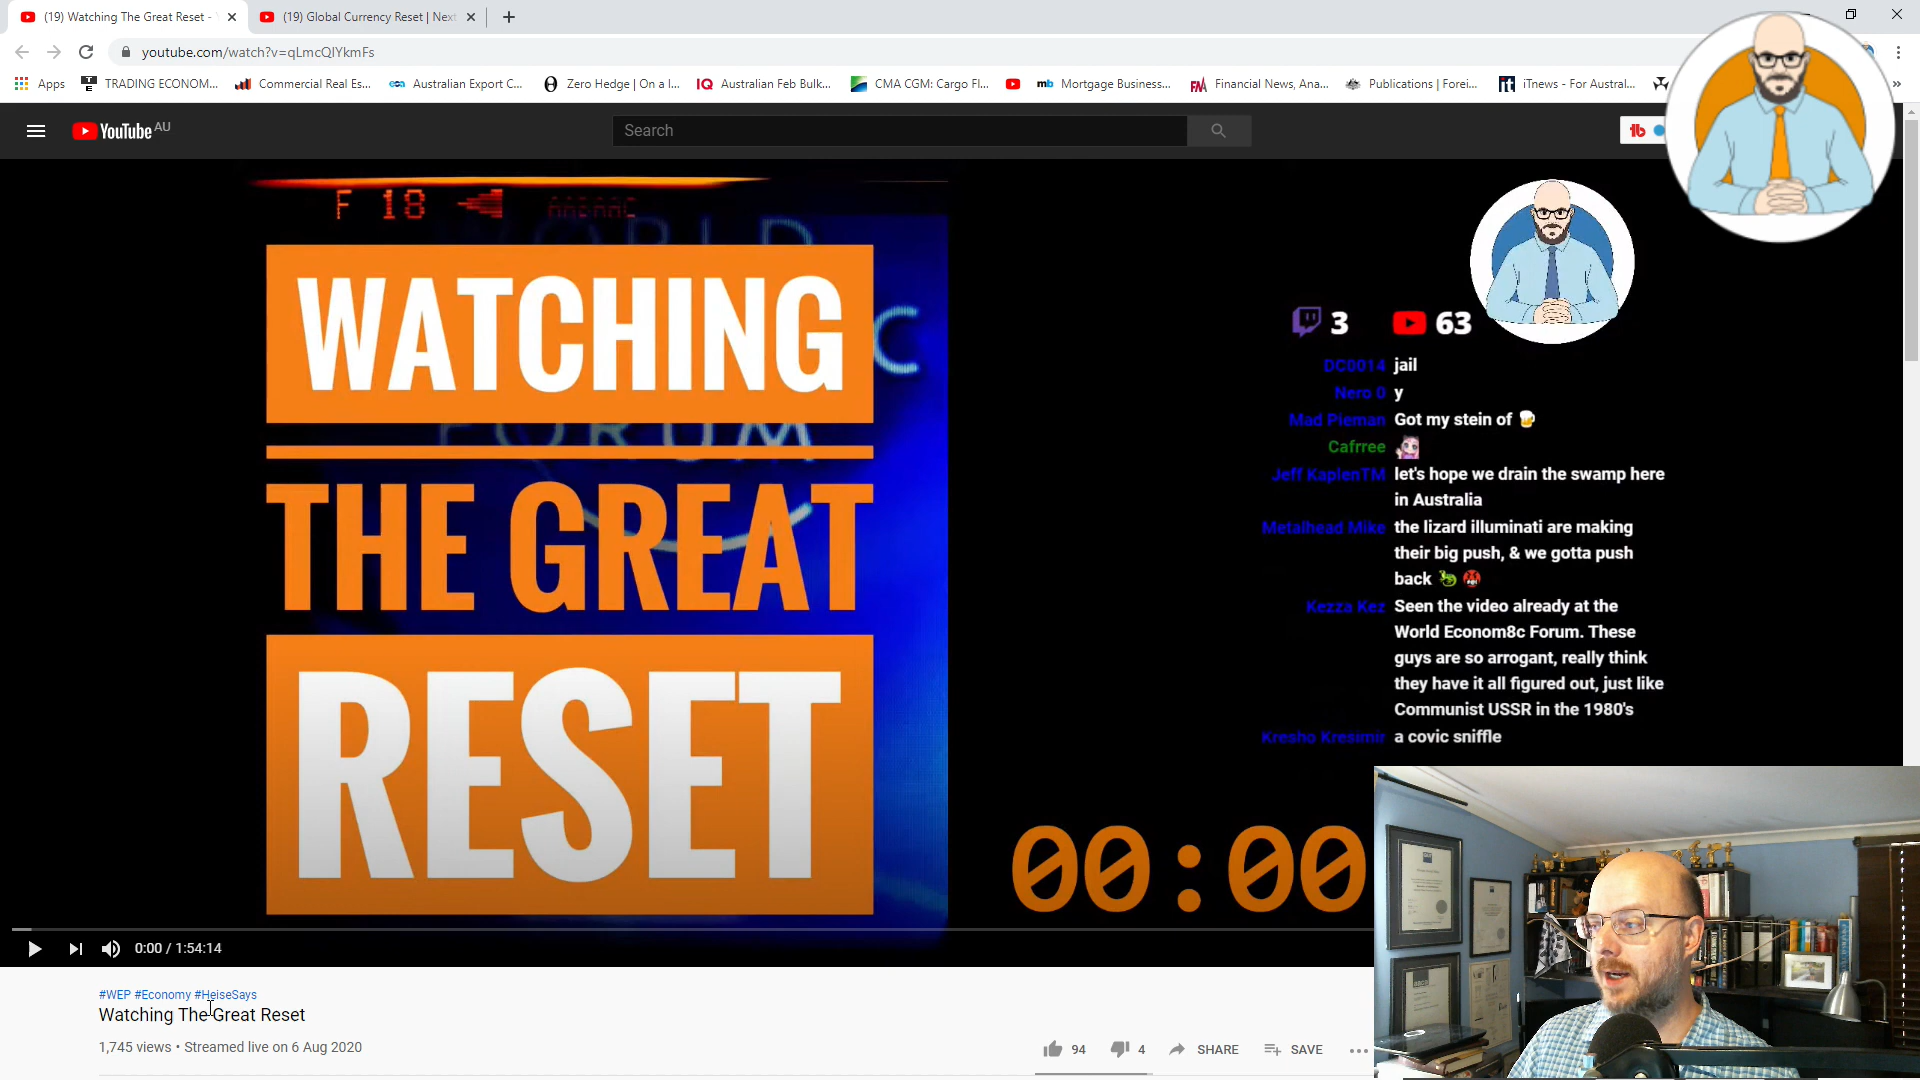 (19) Watching The Great Reset -
(19) Global Currency Reset | Next
youtube.com/watch?v=qLmcQIYkmFs
Apps
TRADING ECONOM...
Commercial Real Es...
Australian Export C...
Zero Hedge | On a l...
Australian Feb Bulk...
CMA CGM: Cargo Fl...
Mortgage Business...
Financial News, Ana...
Publications | Forei...
iTnews - For Austral...
YouTube AU
Search
F 18
WORLD
FORUM
WATCHING
THE GREAT
RESET
3
63
DC0014 jail
Nero 0 y
Mad Pieman Got my stein of 🍺
Cafrree
Jeff KaplenTM let's hope we drain the swamp here
in Australia
Metalhead Mike the lizard illuminati are making
their big push, & we gotta push
back
Kezza Kez Seen the video already at the
World Econom8c Forum. These
guys are so arrogant, really think
they have it all figured out, just like
Communist USSR in the 1980's
Kresho Kresimir a covic sniffle
00:00
0:00 / 1:54:14
#WEP #Economy #HeiseSays
Watching The Great Reset
1,745 views • Streamed live on 6 Aug 2020
94
4
SHARE
SAVE